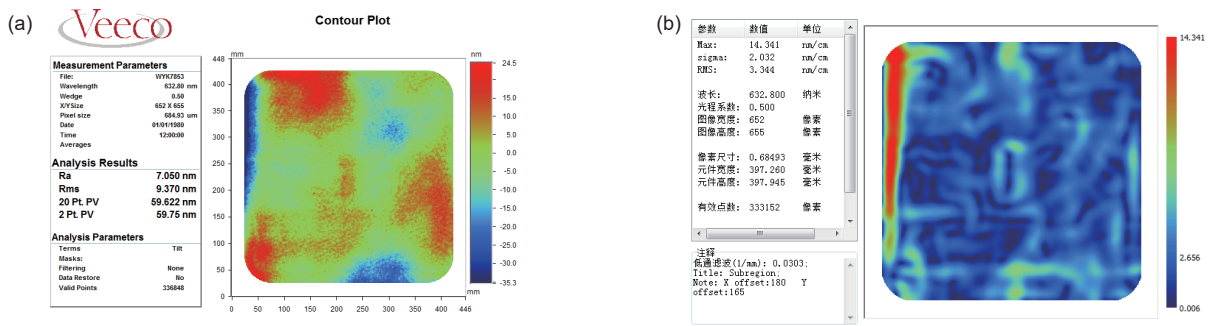 (a)
Veeco
Contour Plot
Measurement Parameters
File: WYK7853
Wavelength 632.80 nm
Wedge 0.50
X/YSize 652 X 655
Pixel size 684.93 um
Date 01/01/1980
Time 12:00:00
Averages
Analysis Results
Ra 7.050 nm
Rms 9.370 nm
20 Pt. PV 59.622 nm
2 Pt. PV 59.75 nm
Analysis Parameters
Terms Tilt
Masks:
Filtering None
Data Restore No
Valid Points 336848
mm
448
400
350
300
250
200
150
100
50
0
0 50 100 150 200 250 300 350 400 446
mm
nm
24.5
15.0
10.0
5.0
0.0
-5.0
-10.0
-15.0
-20.0
-25.0
-30.0
-35.3
(b)
参数 数值 单位
Max: 14.341 nm/cm
sigma: 2.032 nm/cm
RMS: 3.344 nm/cm
波长: 632.800 纳米
光程系数: 0.500
图像宽度: 652 像素
图像高度: 655 像素
像素尺寸: 0.68493 毫米
元件宽度: 397.260 毫米
元件高度: 397.945 毫米
有效点数: 333152 像素
注释
低通滤波(1/mm): 0.0303;
Title: Subregion;
Note: X offset:180 Y
offset:165
14.341
2.656
0.006